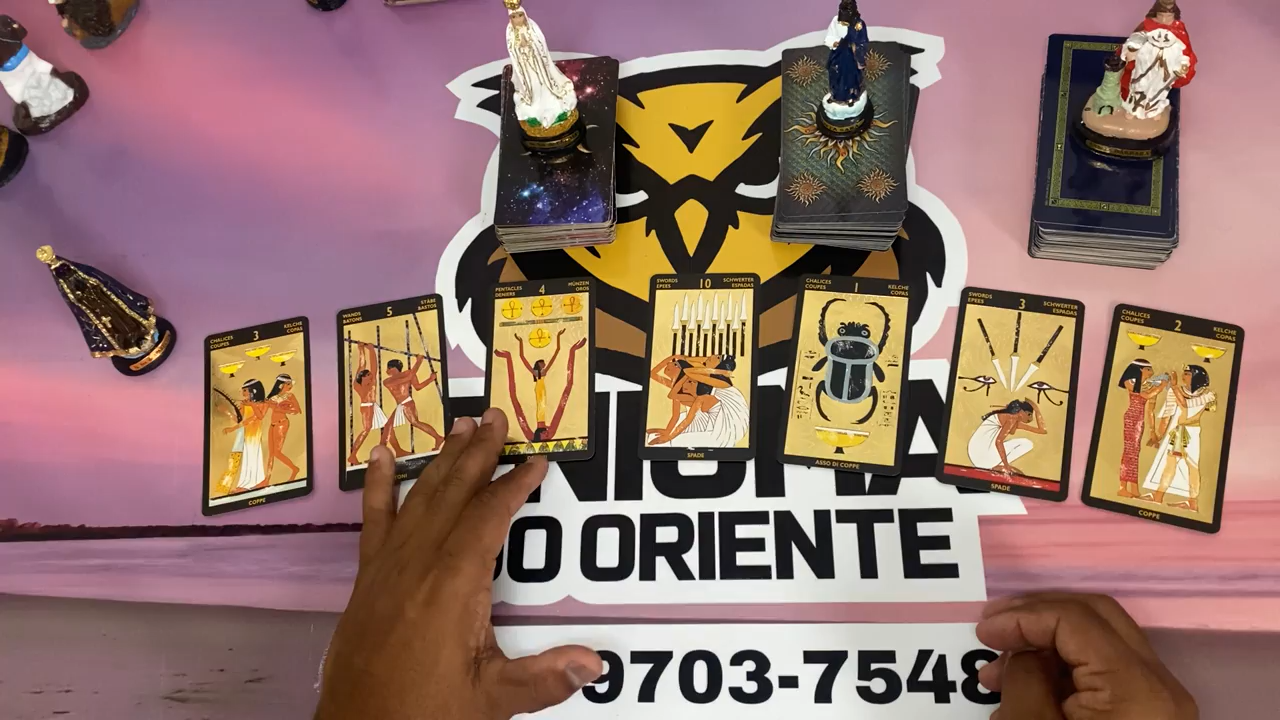 3
CHALICES
COUPES
KELCHE
COPAS
COPPE
5
WANDS
BATONS
STÄBE
BASTOS
4
PENTACLES
DENIERS
MÜNZEN
OROS
10
SWORDS
EPEES
SCHWERTER
ESPADAS
SPADE
1
CHALICES
COUPES
KELCHE
COPAS
ASSO DI COPPE
3
SWORDS
EPEES
SCHWERTER
ESPADAS
SPADE
2
CHALICES
COUPES
KELCHE
COPAS
COPPE
DO ORIENTE
9703-7548